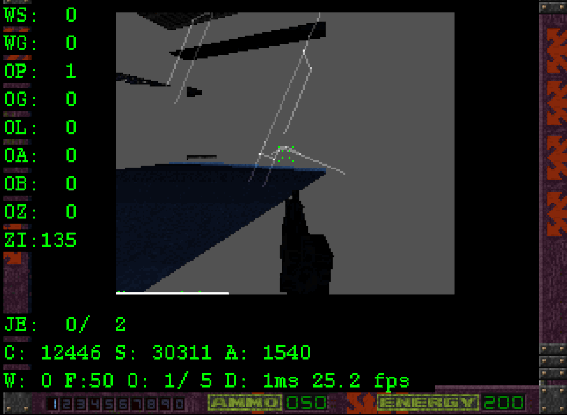 WS: 0
WG: 0
OP: 1
OG: 0
OL: 0
OA: 0
OB: 0
OZ: 0
ZI:135
JE: 0/ 2
C: 12446 S: 30311 A: 1540
W: 0 F:50 O: 1/ 5 D: 1ms 25.2 fps
1234567890 AMMO 050 ENERGY 200